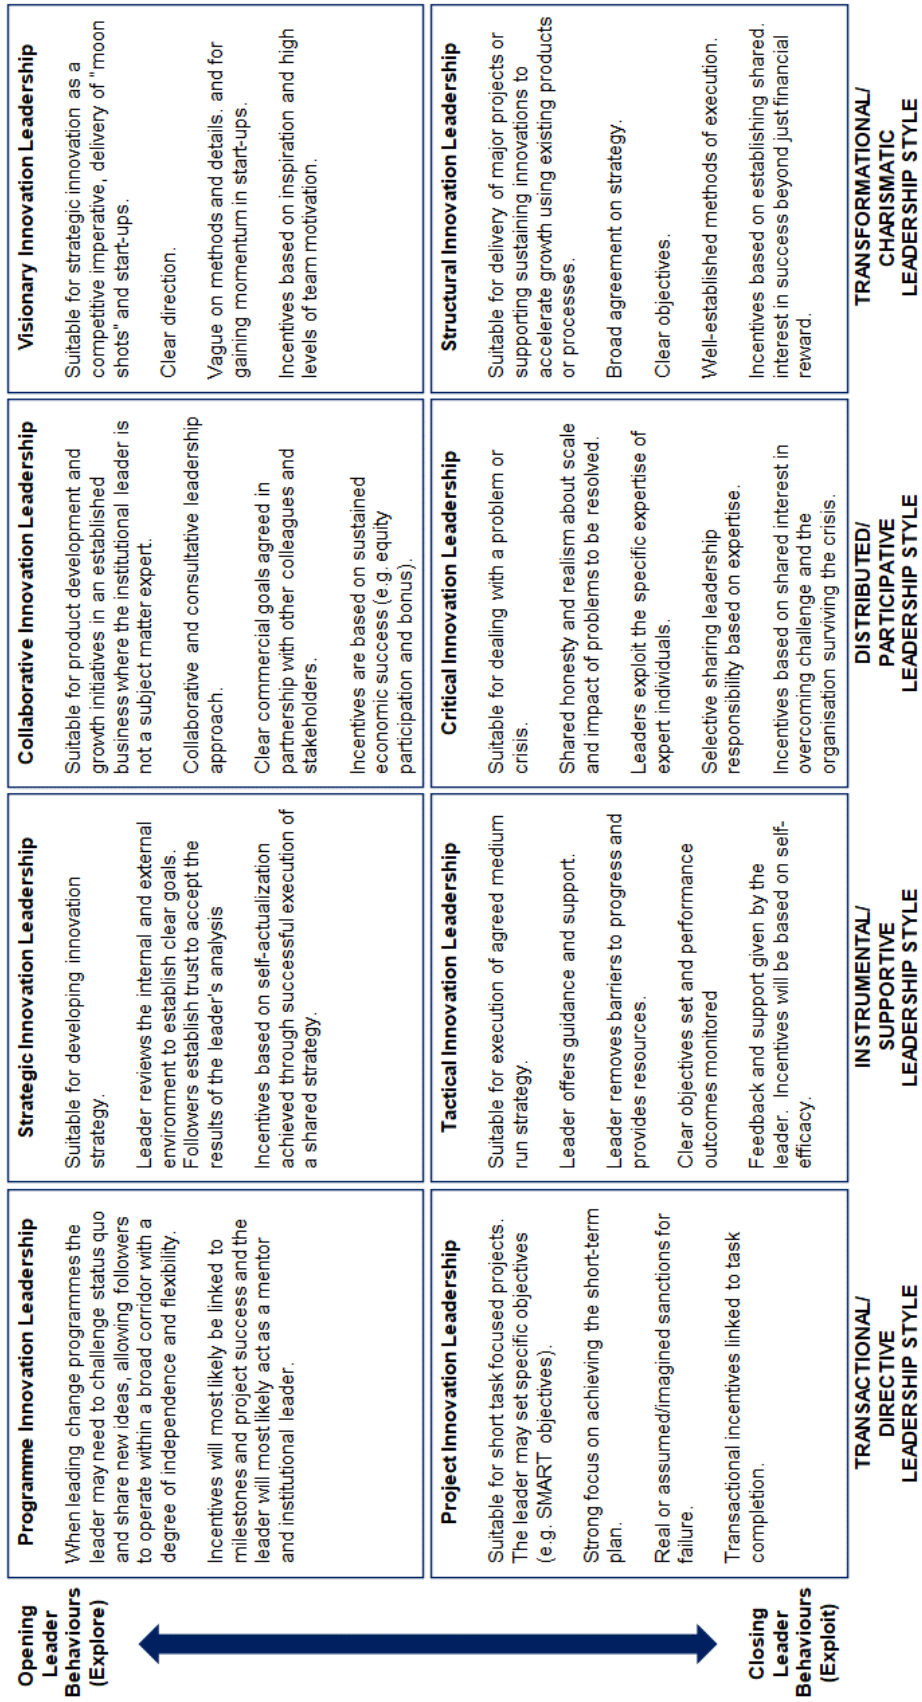 Opening
Leader
Behaviours
(Explore)
Programme Innovation Leadership
When leading change programmes the
leader may need to challenge status quo
and share new ideas, allowing followers
to operate within a broad corridor with a
degree of independence and flexibility.
Incentives will most likely be linked to
milestones and project success and the
leader will most likely act as a mentor
and institutional leader.
Strategic Innovation Leadership
Suitable for developing innovation
strategy.
Leader reviews the internal and external
environment to establish clear goals.
Followers establish trust to accept the
results of the leader's analysis
Incentives based on self-actualization
achieved through successful execution of
a shared strategy.
Collaborative Innovation Leadership
Suitable for product development and
growth initiatives in an established
business where the institutional leader is
not a subject matter expert.
Collaborative and consultative leadership
approach.
Clear commercial goals agreed in
partnership with other colleagues and
stakeholders.
Incentives are based on sustained
economic success (e.g. equity
participation and bonus).
Visionary Innovation Leadership
Suitable for strategic innovation as a
competitive imperative, delivery of "moon
shots" and start-ups.
Clear direction.
Vague on methods and details. and for
gaining momentum in start-ups.
Incentives based on inspiration and high
levels of team motivation.
Closing
Leader
Behaviours
(Exploit)
Project Innovation Leadership
Suitable for short task focused projects.
The leader may set specific objectives
(e.g. SMART objectives).
Strong focus on achieving the short-term
plan.
Real or assumed/imagined sanctions for
failure.
Transactional incentives linked to task
completion.
Tactical Innovation Leadership
Suitable for execution of agreed medium
run strategy.
Leader offers guidance and support.
Leader removes barriers to progress and
provides resources.
Clear objectives set and performance
outcomes monitored
Feedback and support given by the
leader. Incentives will be based on self-
efficacy.
Critical Innovation Leadership
Suitable for dealing with a problem or
crisis.
Shared honesty and realism about scale
and impact of problems to be resolved.
Leaders exploit the specific expertise of
expert individuals.
Selective sharing leadership
responsibility based on expertise.
Incentives based on shared interest in
overcoming challenge and the
organisation surviving the crisis.
Structural Innovation Leadership
Suitable for delivery of major projects or
supporting sustaining innovations to
accelerate growth using existing products
or processes.
Broad agreement on strategy.
Clear objectives.
Well-established methods of execution.
Incentives based on establishing shared.
interest in success beyond just financial
reward.
TRANSACTIONAL/
DIRECTIVE
LEADERSHIP STYLE
INSTRUMENTAL/
SUPPORTIVE
LEADERSHIP STYLE
DISTRIBUTED/
PARTICIPATIVE
LEADERSHIP STYLE
TRANSFORMATIONAL/
CHARISMATIC
LEADERSHIP STYLE